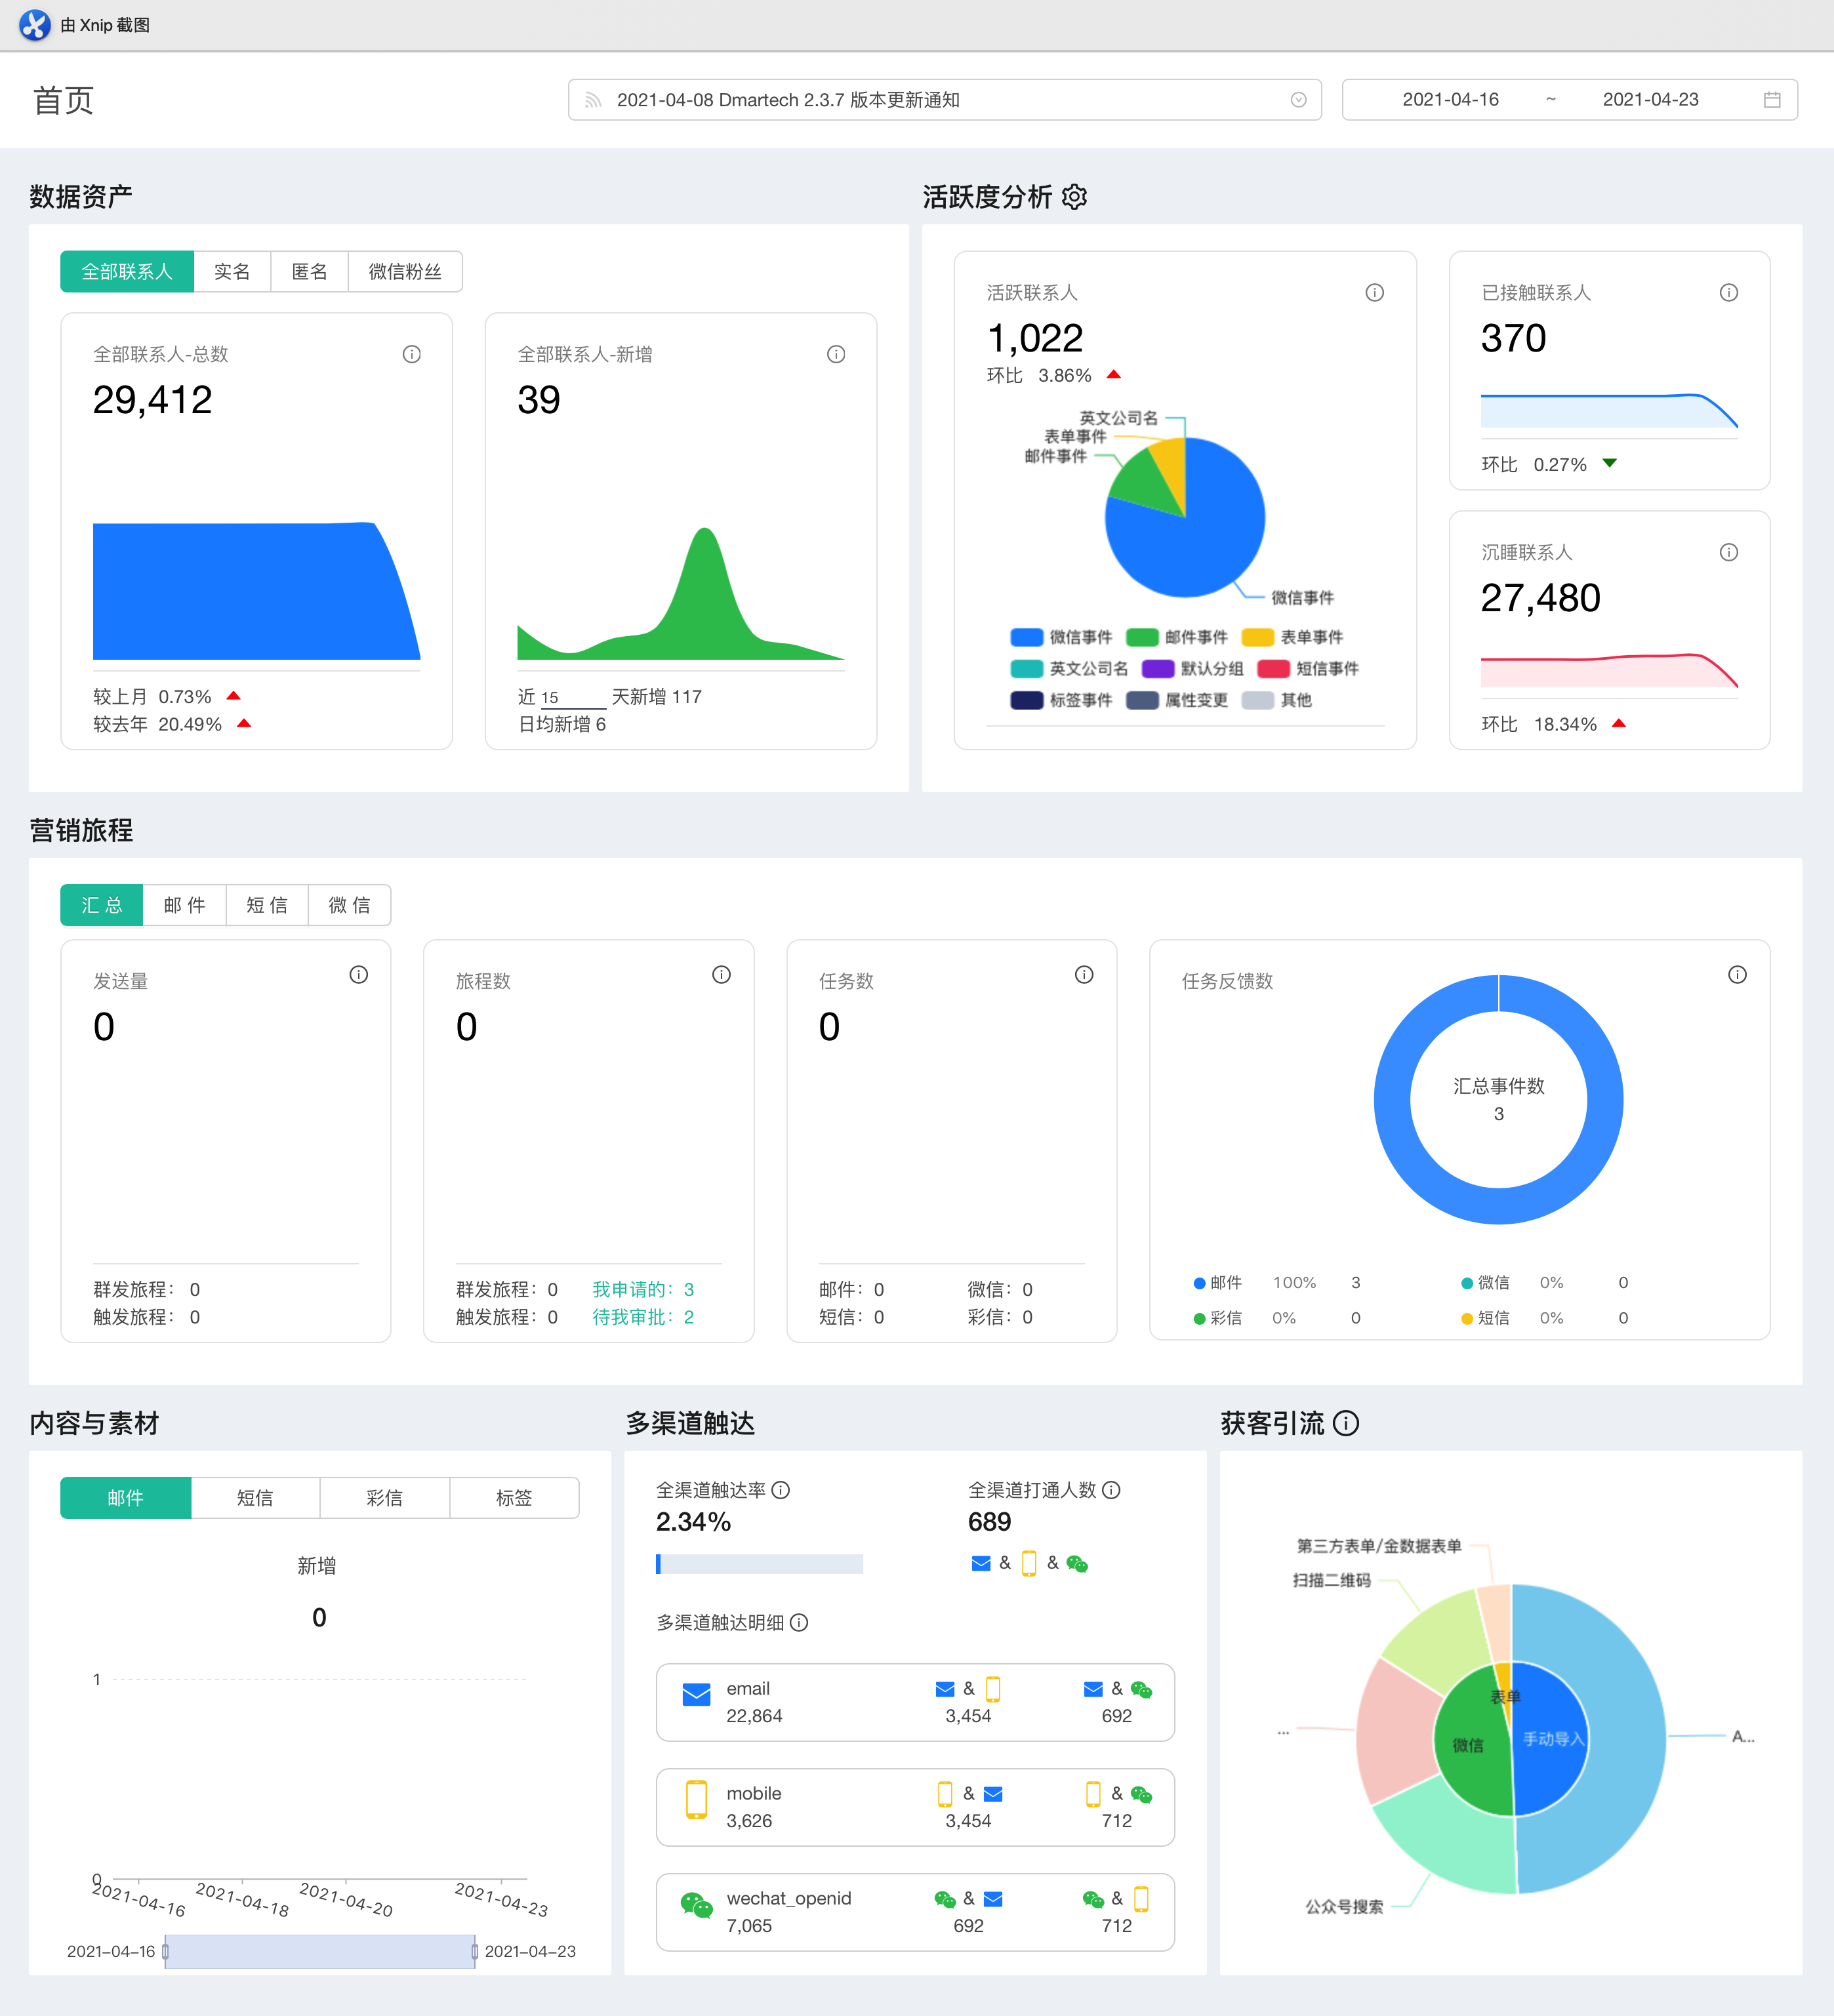 由 Xnip 截图
首页
2021-04-08 Dmartech 2.3.7 版本更新通知
2021-04-16 ~ 2021-04-23
数据资产
全部联系人 实名 匿名 微信粉丝
全部联系人-总数
29,412
较上月 0.73%
较去年 20.49%
全部联系人-新增
39
近 15 天新增 117
日均新增 6
活跃度分析
活跃联系人
1,022
环比 3.86%
英文公司名
表单事件
邮件事件
微信事件
微信事件 邮件事件 表单事件
英文公司名 默认分组 短信事件
标签事件 属性变更 其他
已接触联系人
370
环比 0.27%
沉睡联系人
27,480
环比 18.34%
营销旅程
汇总 邮件 短信 微信
发送量
0
群发旅程： 0
触发旅程： 0
旅程数
0
群发旅程：0 我申请的：3
触发旅程：0 待我审批：2
任务数
0
邮件：0 微信：0
短信：0 彩信：0
任务反馈数
汇总事件数
3
邮件 100% 3 微信 0% 0
彩信 0% 0 短信 0% 0
内容与素材
邮件 短信 彩信 标签
新增
0
1
0
2021-04-16 2021-04-18 2021-04-20 2021-04-23
2021-04-16 2021-04-23
多渠道触达
全渠道触达率
2.34%
全渠道打通人数
689
& &
多渠道触达明细
email & &
22,864 3,454 692
mobile & &
3,626 3,454 712
wechat_openid & &
7,065 692 712
获客引流
第三方表单/金数据表单
扫描二维码
...
表单
微信
手动导入
A...
公众号搜索